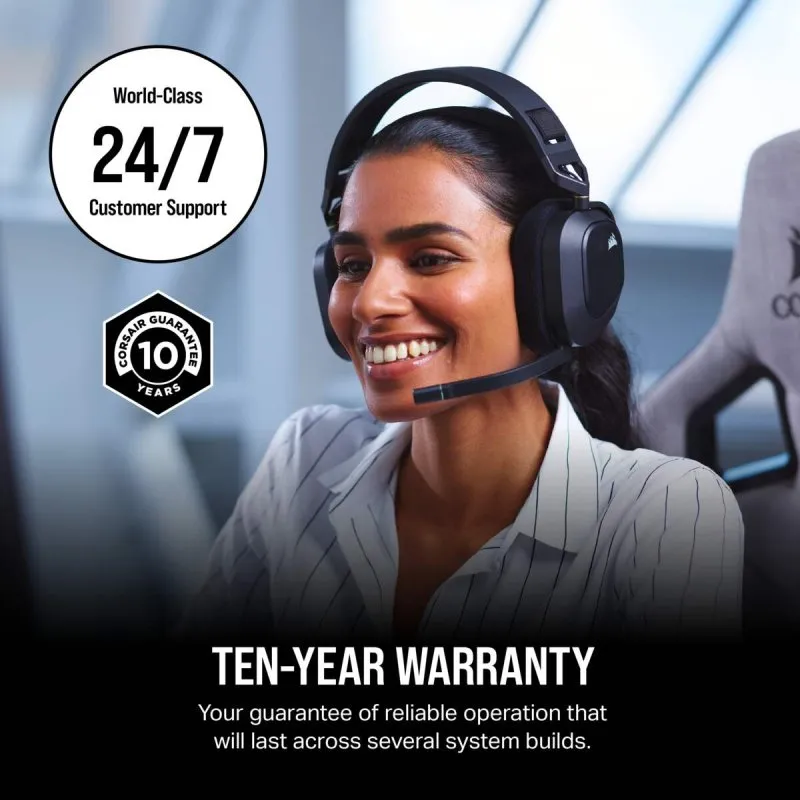 World-Class
24/7
Customer Support
CORSAIR GUARANTEE
10
YEARS
TEN-YEAR WARRANTY
Your guarantee of reliable operation that
will last across several system builds.